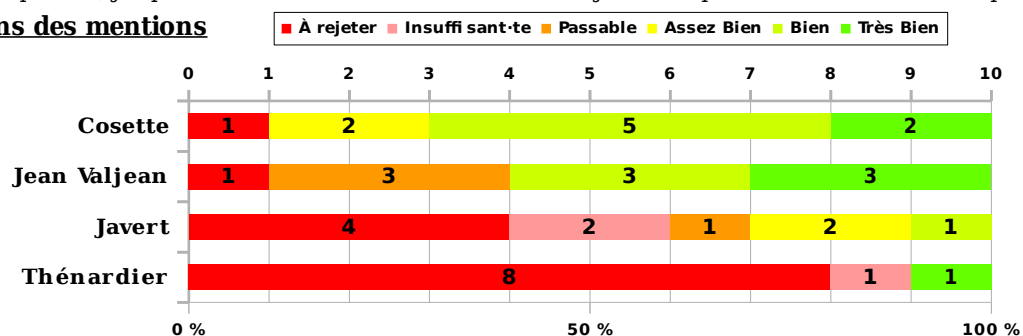 ns des mentions
À rejeter Insuffi sant·te Passable Assez Bien Bien Très Bien
0 1 2 3 4 5 6 7 8 9 10
Cosette 1 2 5 2
Jean Valjean 1 3 3 3
Javert 4 2 1 2 1
Thénardier 8 1 1
0 % 50 % 100 %